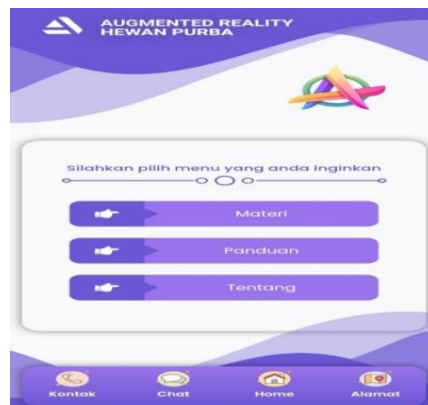 AUGMENTED REALITY
HEWAN PURBA
Silahkan pilih menu yang anda inginkan
Materi
Panduan
Tentang
Kontak
Chat
Home
Alamat